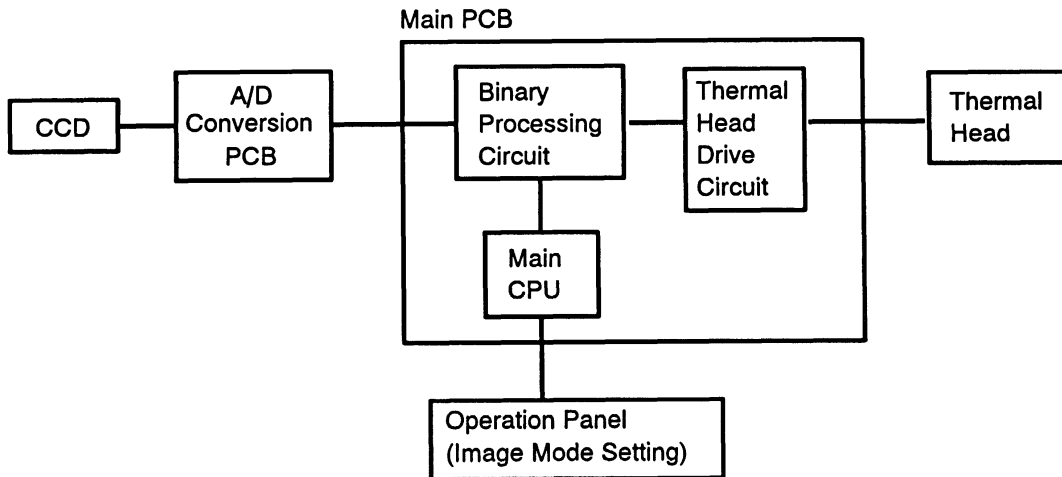 Main PCB
CCD
A/D
Conversion
PCB
Binary
Processing
Circuit
Thermal
Head
Drive
Circuit
Thermal
Head
Main
CPU
Operation Panel
(Image Mode Setting)